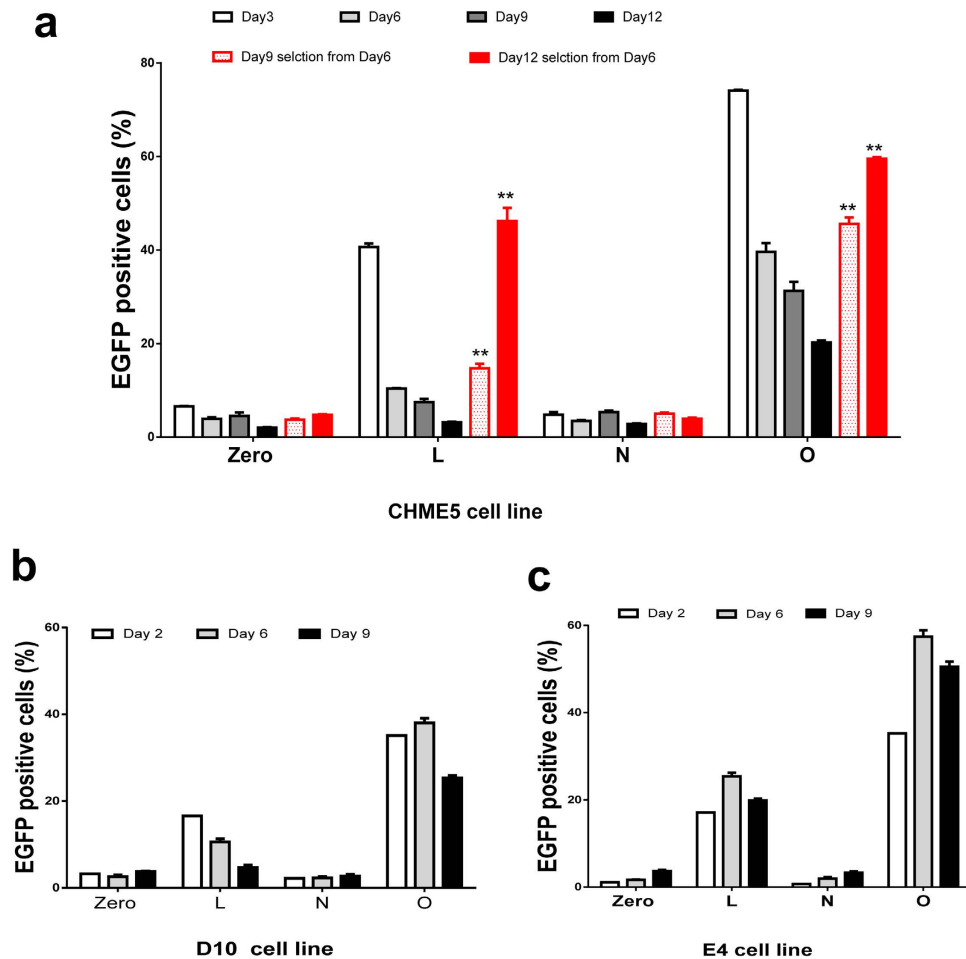 a
Day3 Day6 Day9 Day12
Day9 selction from Day6 Day12 selction from Day6
EGFP positive cells (%)
80
60
40
20
0
** ** ** **
Zero L N O
CHME5 cell line
b
Day 2 Day 6 Day 9
EGFP positive cells (%)
60
40
20
0
Zero L N O
D10 cell line
c
Day 2 Day 6 Day 9
EGFP positive cells (%)
60
40
20
0
Zero L N O
E4 cell line